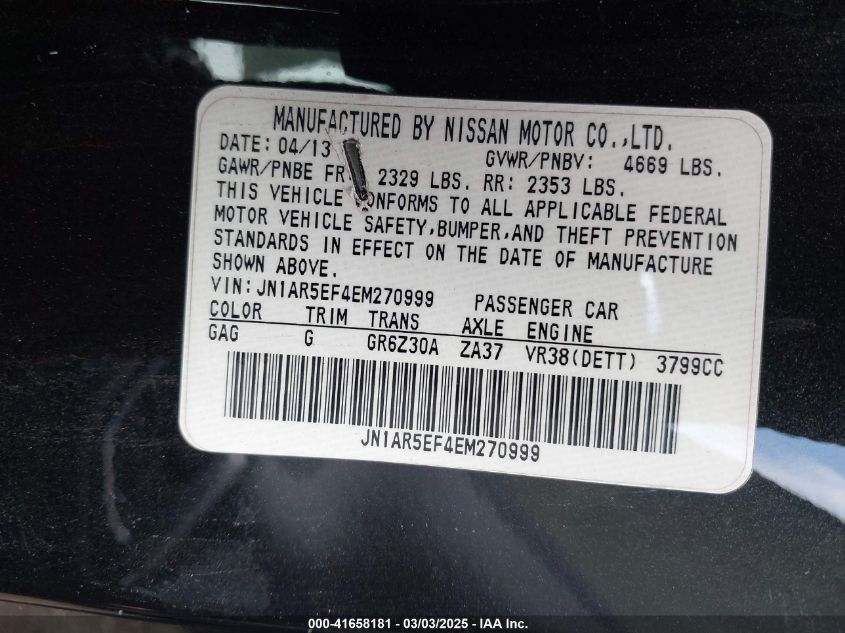 MANUFACTURED BY NISSAN MOTOR CO.,LTD.
DATE: 04/13 GVWR/PNBV: 4669 LBS.
GAWR/PNBE FR 2329 LBS. RR: 2353 LBS.
THIS VEHICLE ONFORMS TO ALL APPLICABLE FEDERAL
MOTOR VEHICLE SAFETY,BUMPER,AND THEFT PREVENTION
STANDARDS IN EFFECT ON THE DATE OF MANUFACTURE
SHOWN ABOVE.
VIN:JN1AR5EF4EM270999 PASSENGER CAR
COLOR TRIM TRANS AXLE ENGINE
GAG G GR6Z30A ZA37 VR38(DETT) 3799CC
JN1AR5EF4EM270999
000-41658181 - 03/03/2025 - IAA Inc.